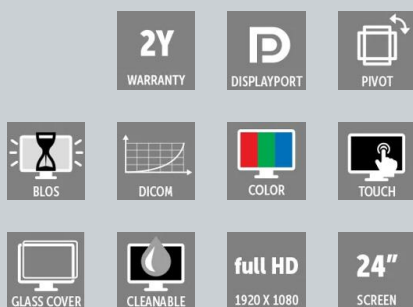 2Y
WARRANTY
DISPLAYPORT
PIVOT
BLOS
DICOM
COLOR
TOUCH
GLASS COVER
CLEANABLE
full HD
1920 X 1080
24"
SCREEN